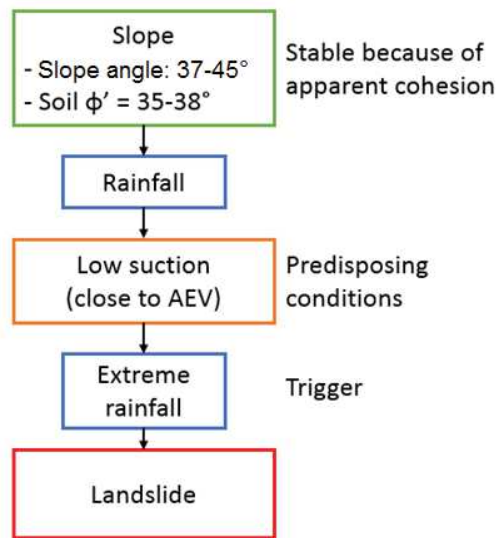 Slope
- Slope angle: 37-45°
- Soil ϕ' = 35-38°
Stable because of
apparent cohesion
Rainfall
Low suction
(close to AEV)
Predisposing
conditions
Extreme
rainfall
Trigger
Landslide